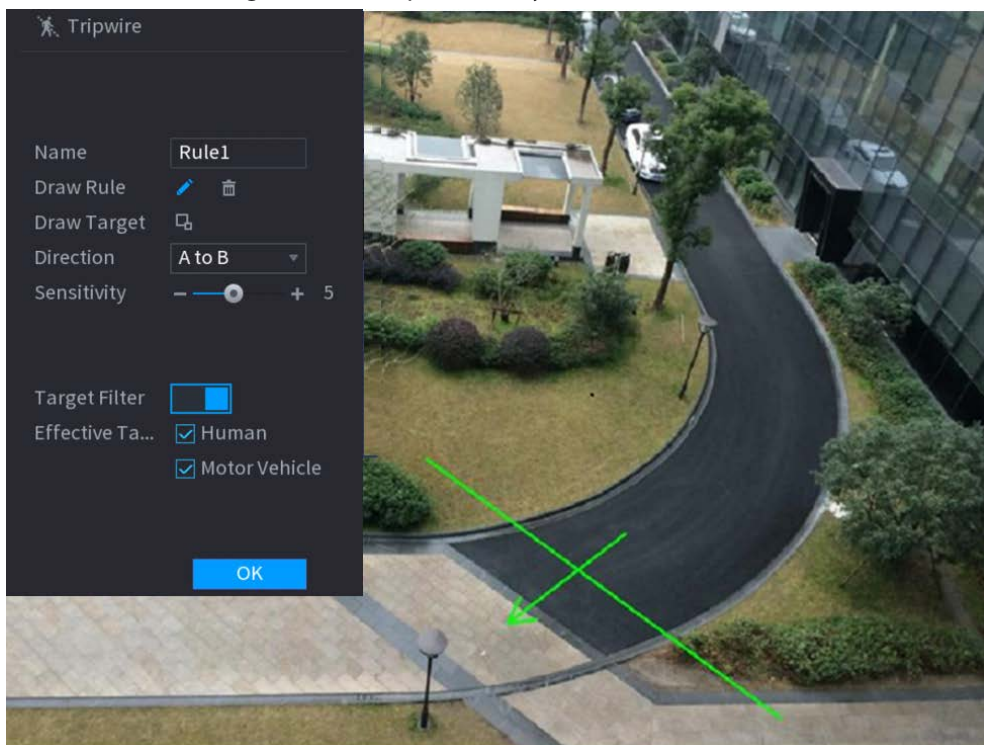 Tripwire
Name Rule1
Draw Rule
Draw Target
Direction A to B
Sensitivity - + 5
Target Filter
Effective Ta... Human
Motor Vehicle
OK